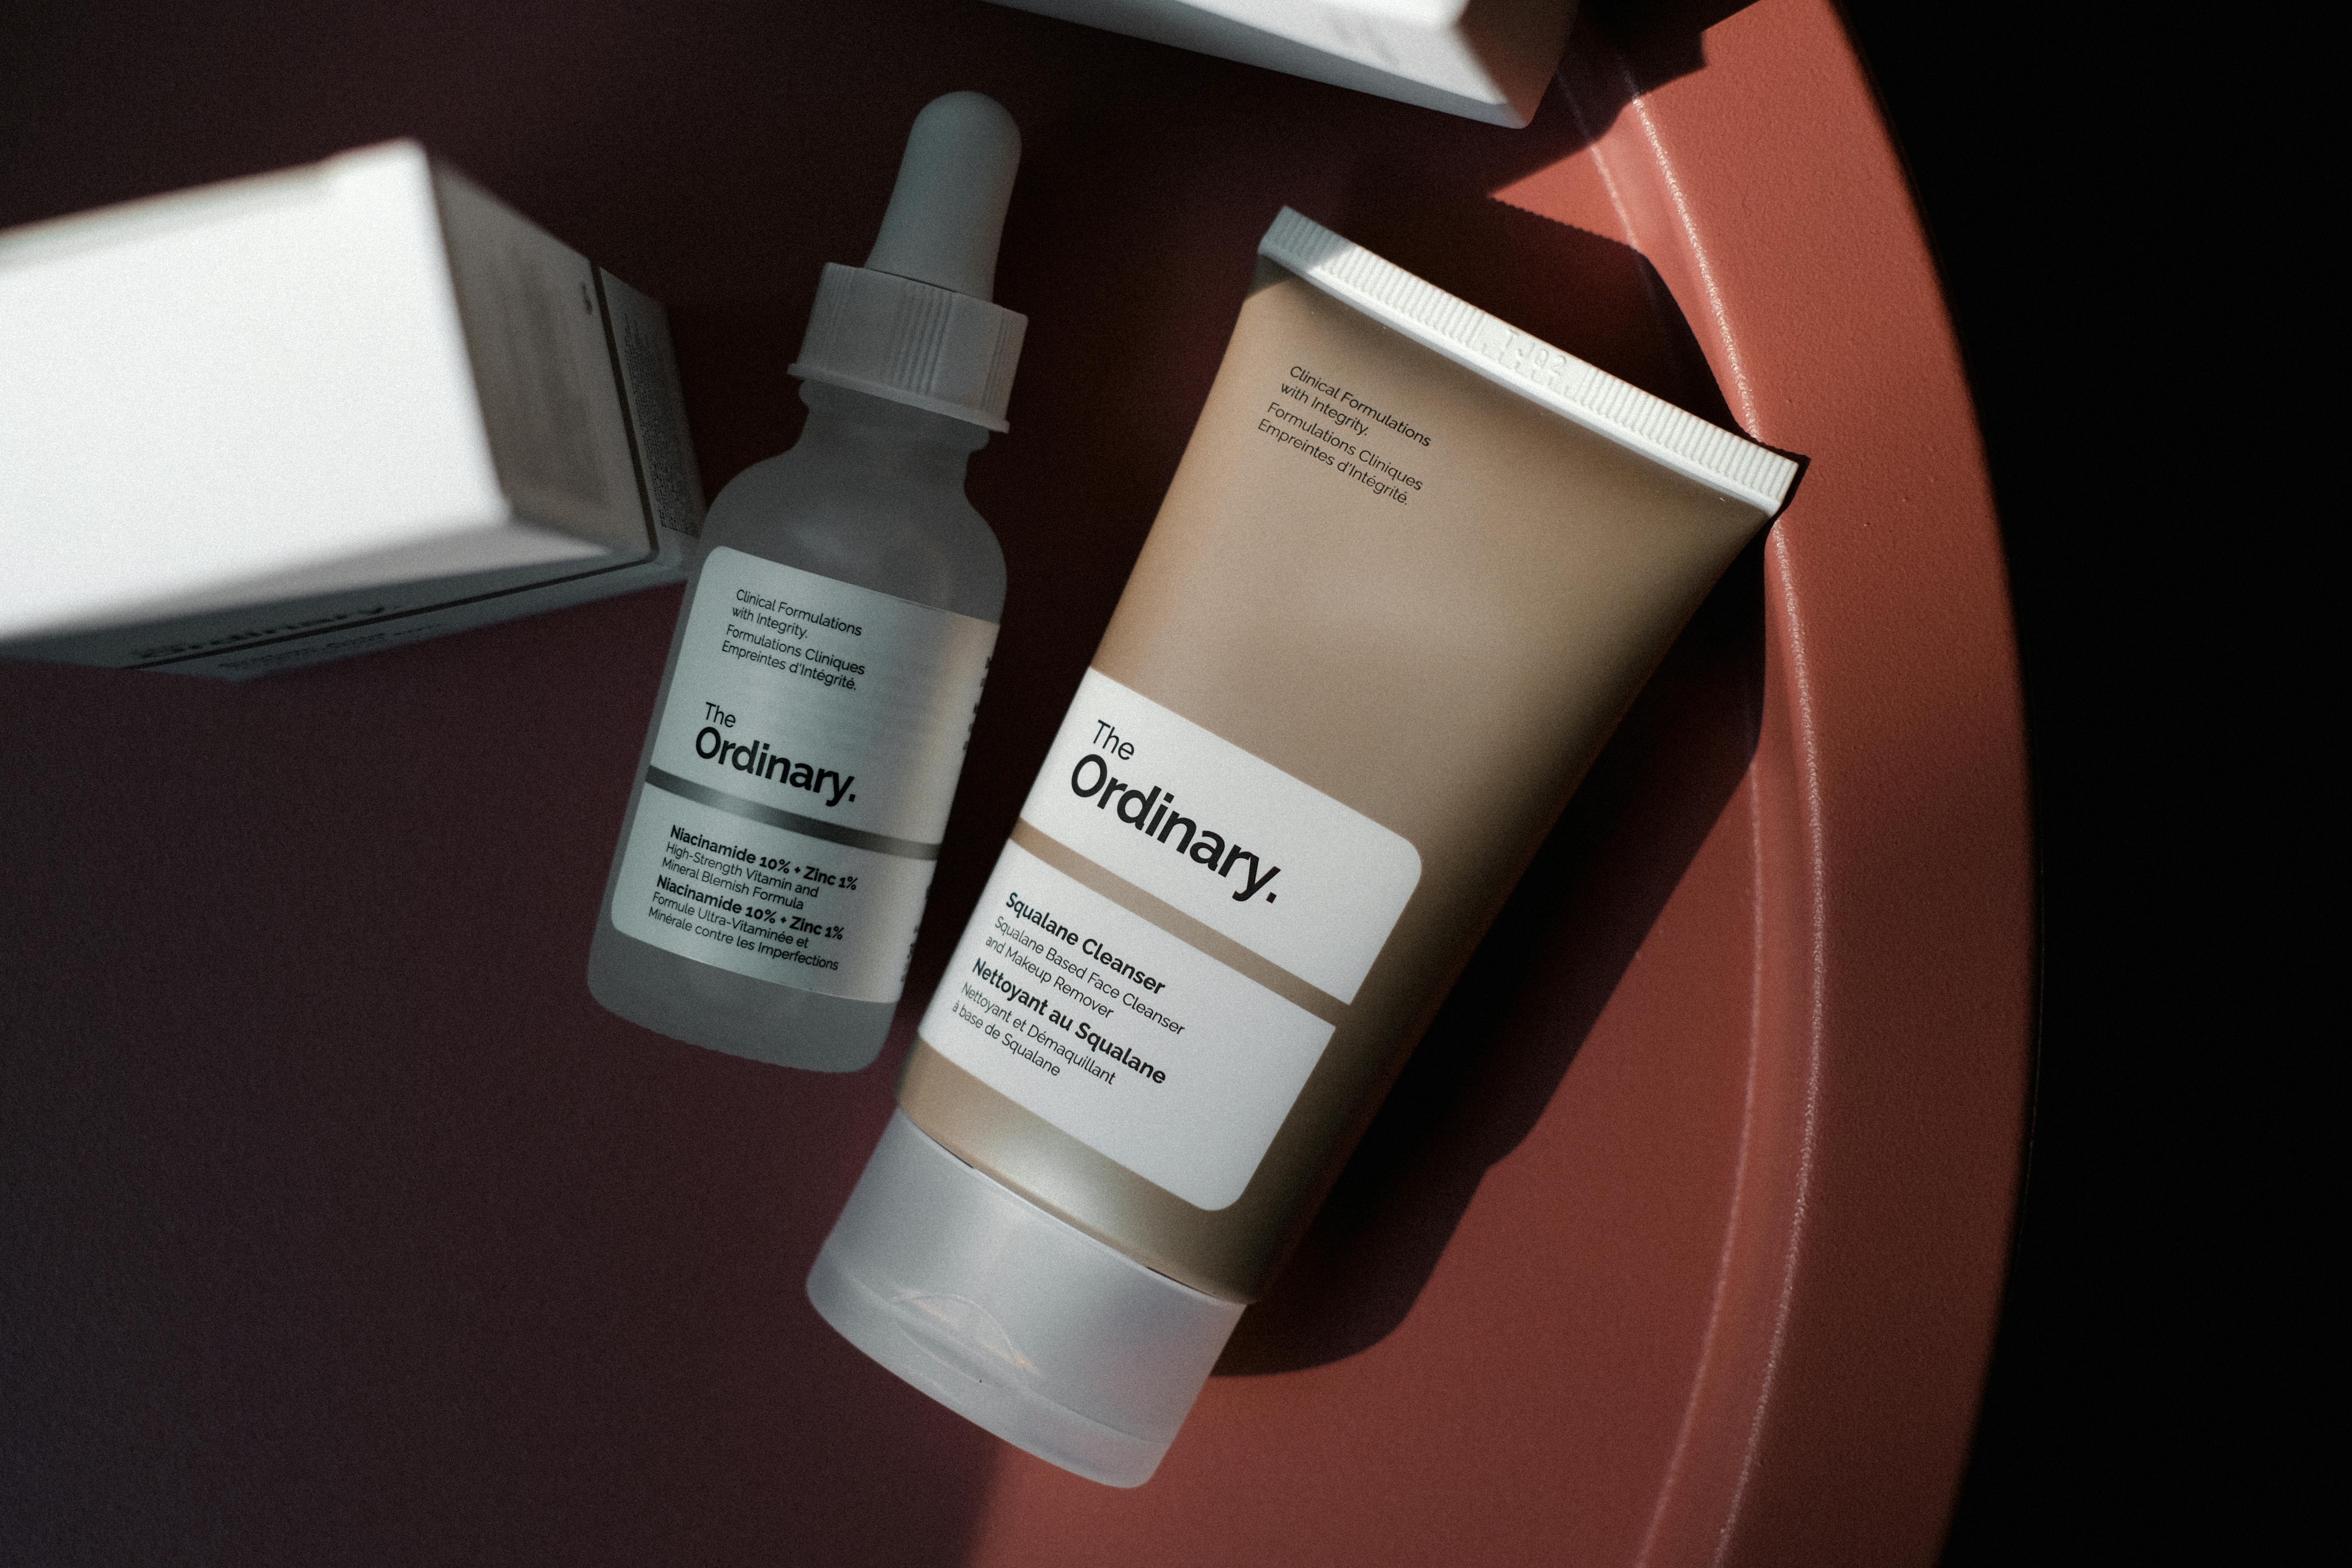 Clinical Formulations
with Integrity.
Formulations Cliniques
Empreintes d'Intégrité.
The
Ordinary.
Niacinamide 10% + Zinc 1%
High-Strength Vitamin and
Mineral Blemish Formula
Niacinamide 10% + Zinc 1%
Formule Ultra-Vitaminée et
Minérale contre les Imperfections
Clinical Formulations
with Integrity.
Formulations Cliniques
Empreintes d'Intégrité.
The
Ordinary.
Squalane Cleanser
Squalane Based Face Cleanser
and Makeup Remover
Nettoyant au Squalane
Nettoyant et Démaquillant
à base de Squalane
Ordinary.